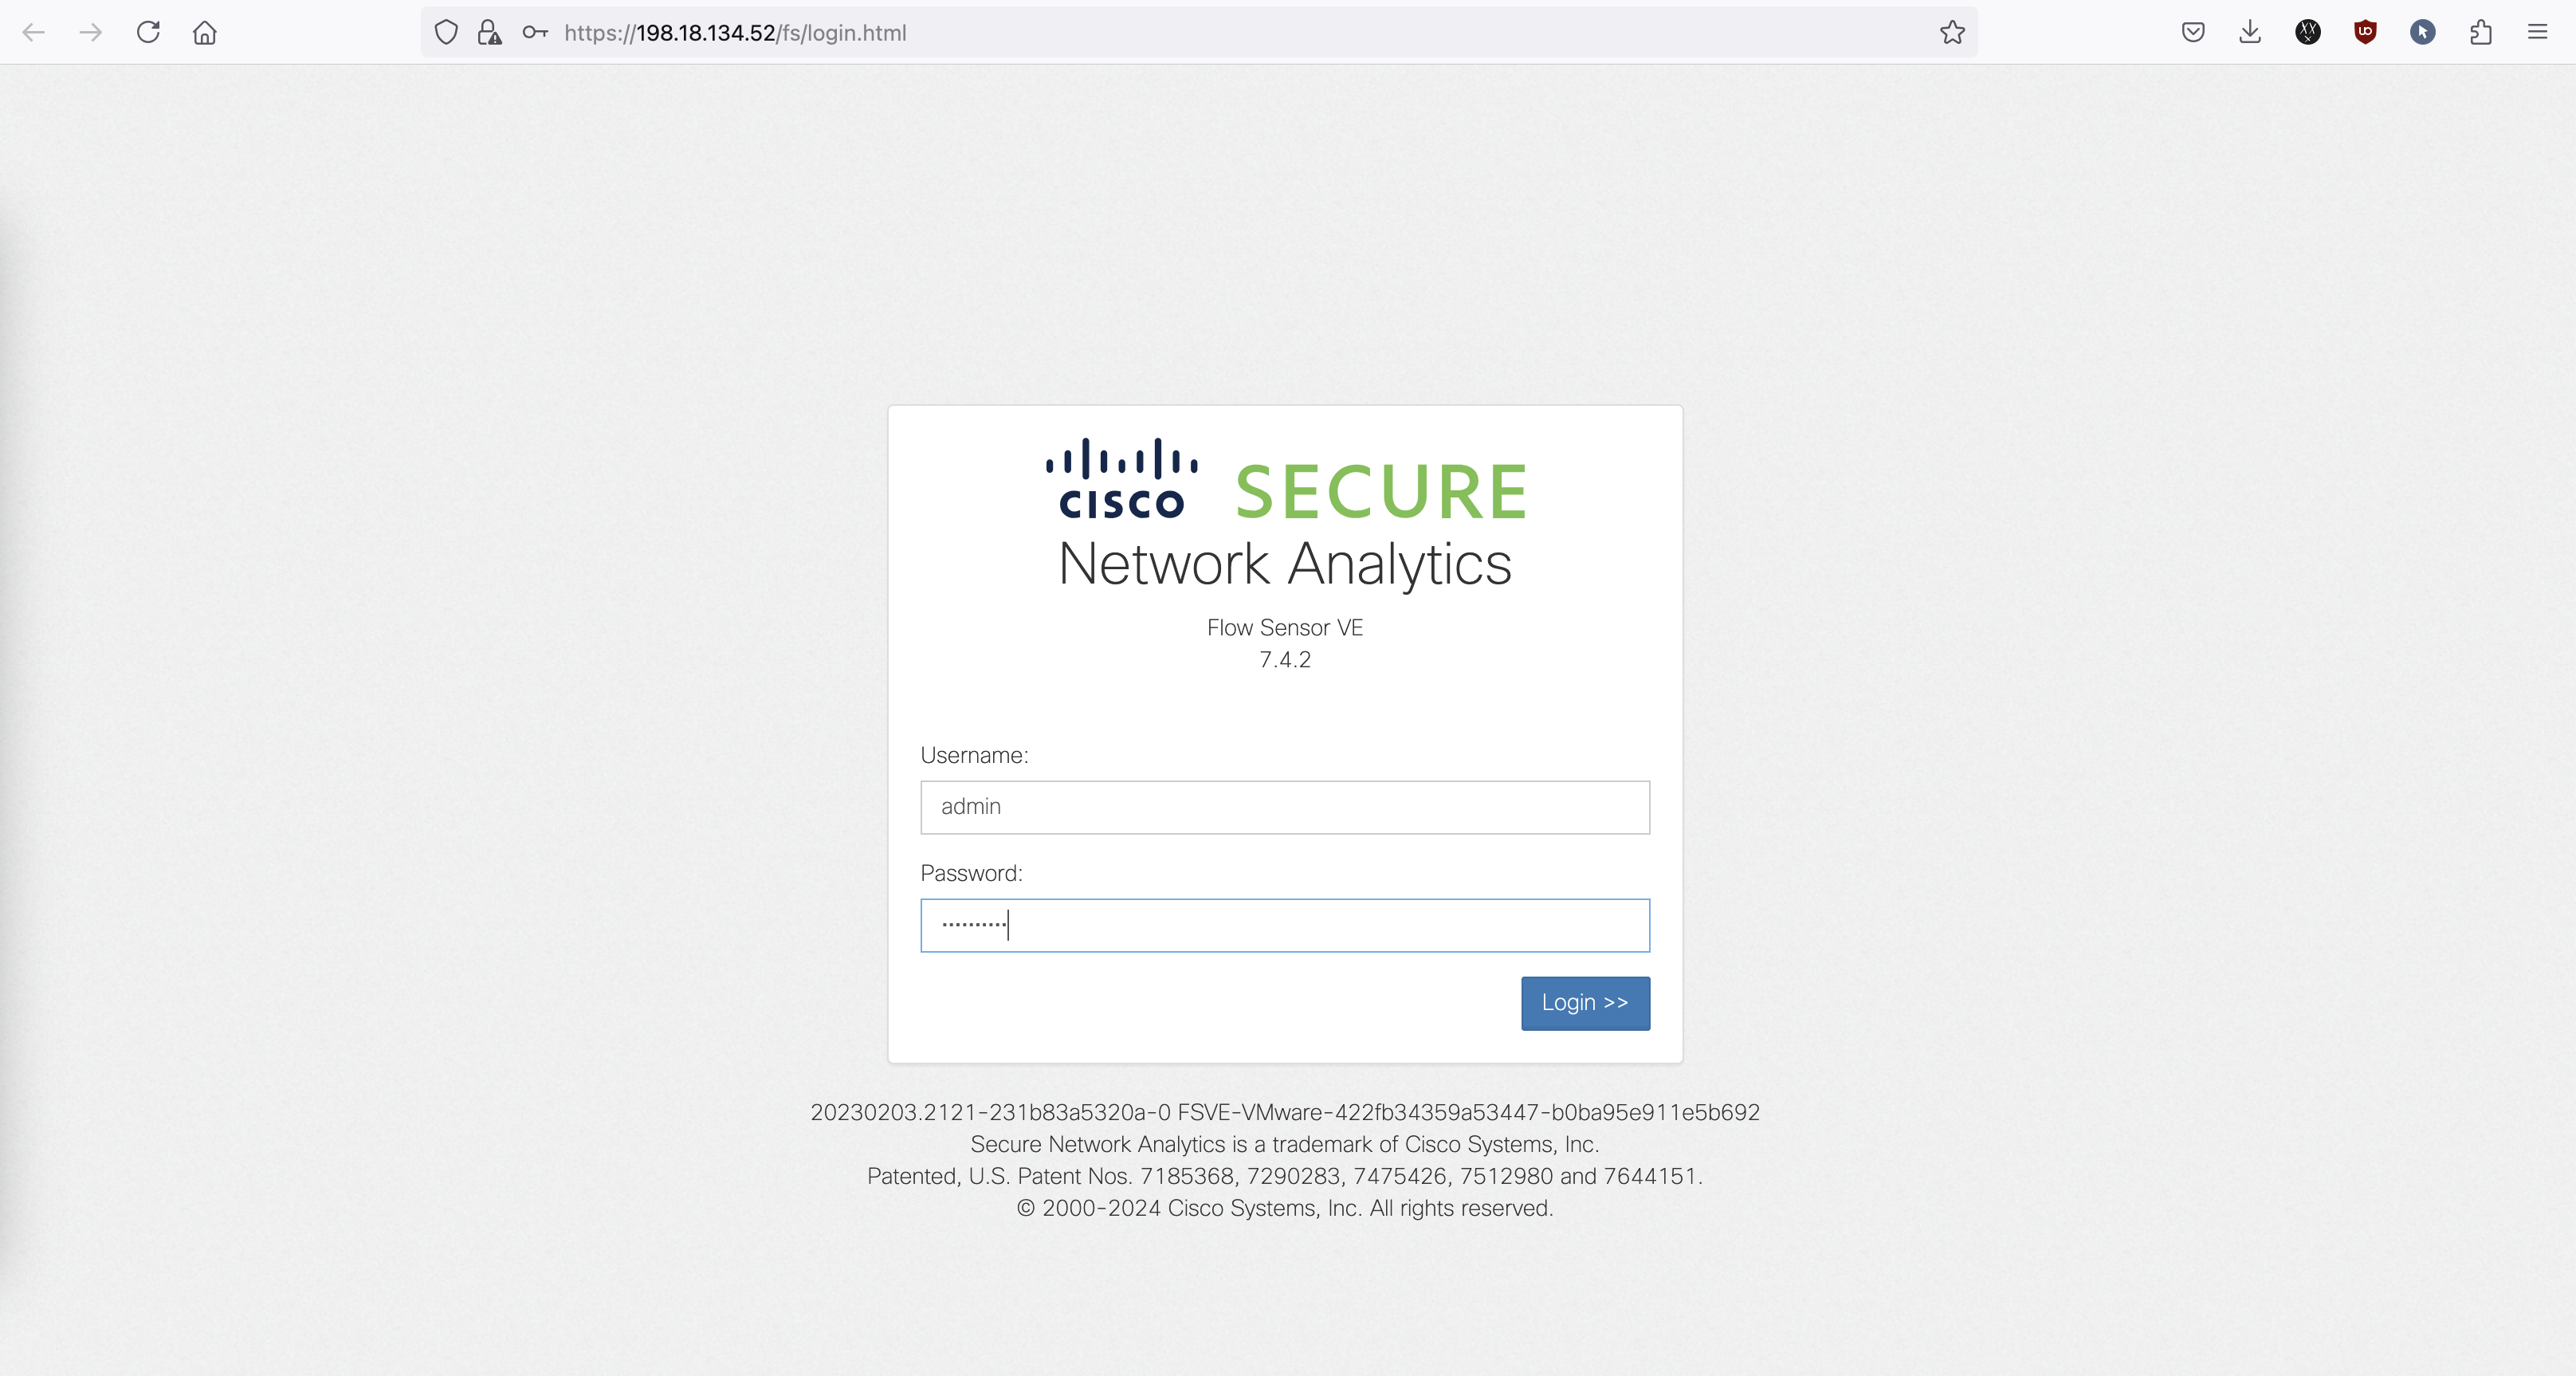 https://198.18.134.52/fs/login.html
CISCO SECURE
Network Analytics
Flow Sensor VE
7.4.2
Username:
admin
Password:
Login >>
20230203.2121-231b83a5320a-0 FSVE-VMware-422fb34359a53447-b0ba95e911e5b692
Secure Network Analytics is a trademark of Cisco Systems, Inc.
Patented, U.S. Patent Nos. 7185368, 7290283, 7475426, 7512980 and 7644151.
© 2000-2024 Cisco Systems, Inc. All rights reserved.